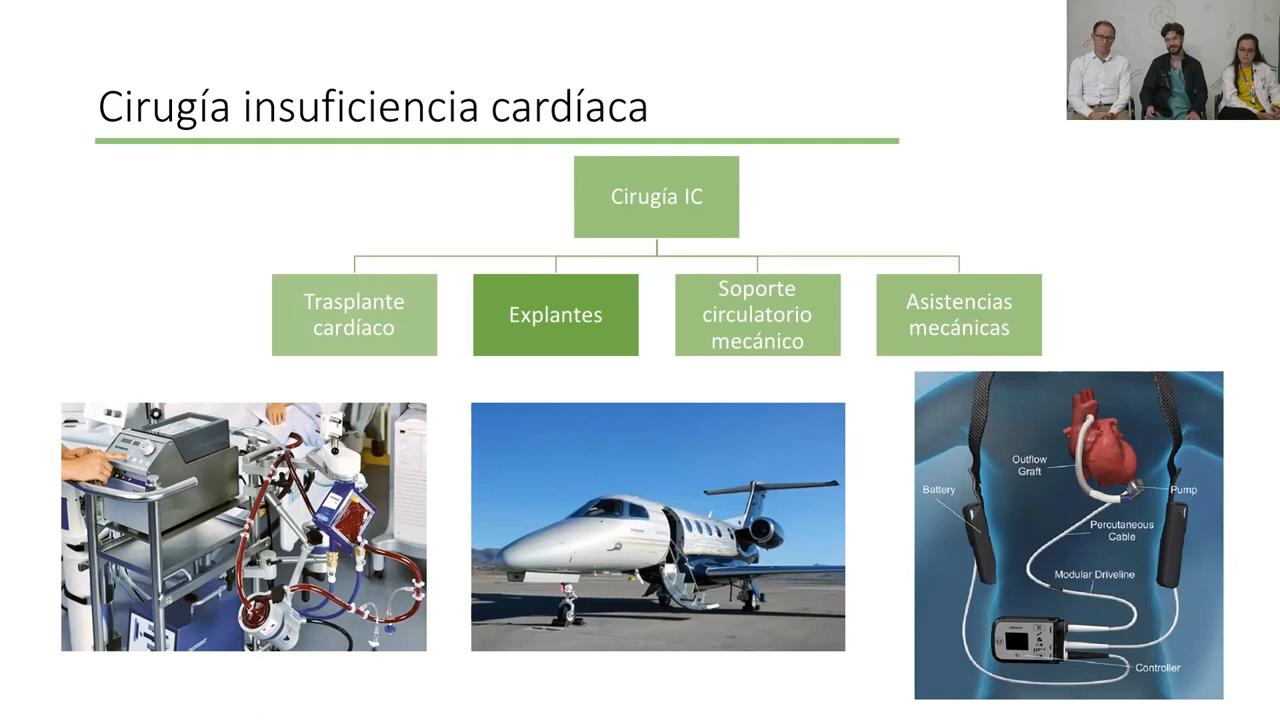 Cirugía insuficiencia cardíaca
Cirugía IC
Trasplante
cardíaco
Explantes
Soporte
circulatorio
mecánico
Asistencias
mecánicas
Outflow
Graft
Battery
Pump
Percutaneous
Cable
Modular Driveline
Controller